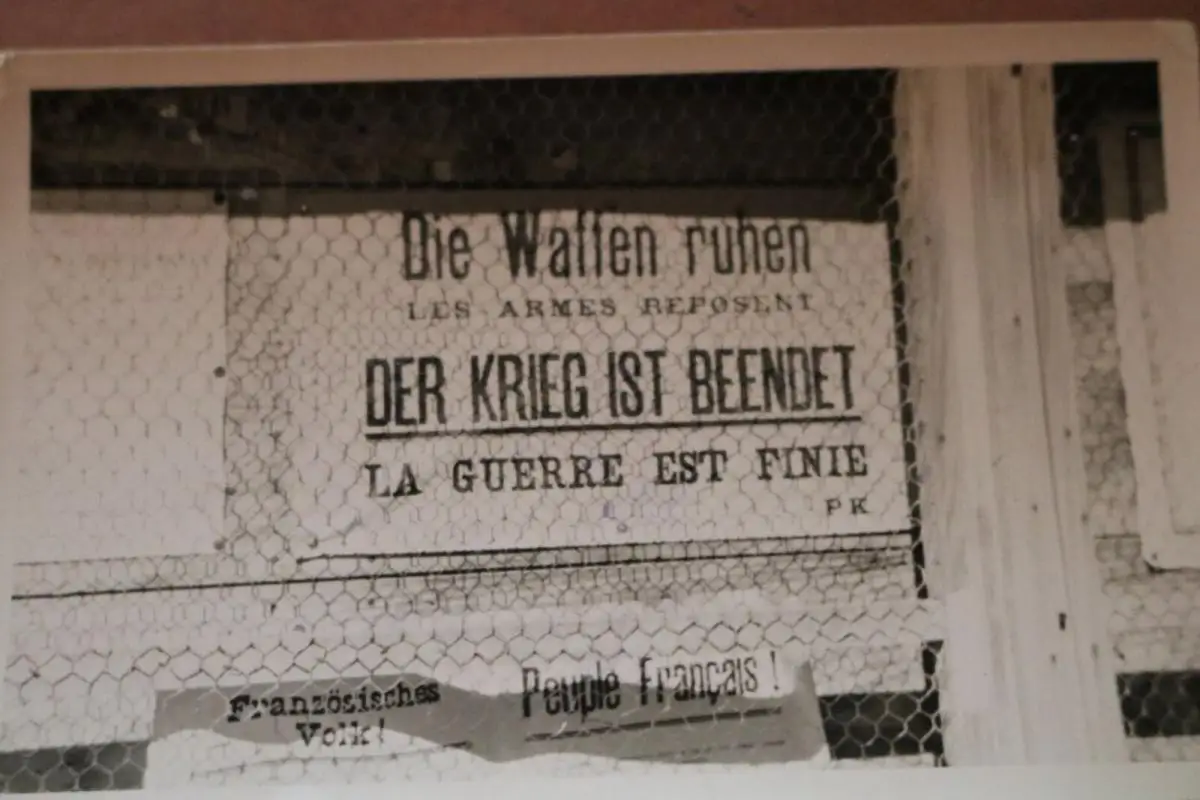 Die Waffen ruhen
LES ARMES REPOSENT
DER KRIEG IST BEENDET
LA GUERRE EST FINIE
PK
Französisches
Volk!
Peuple Français!